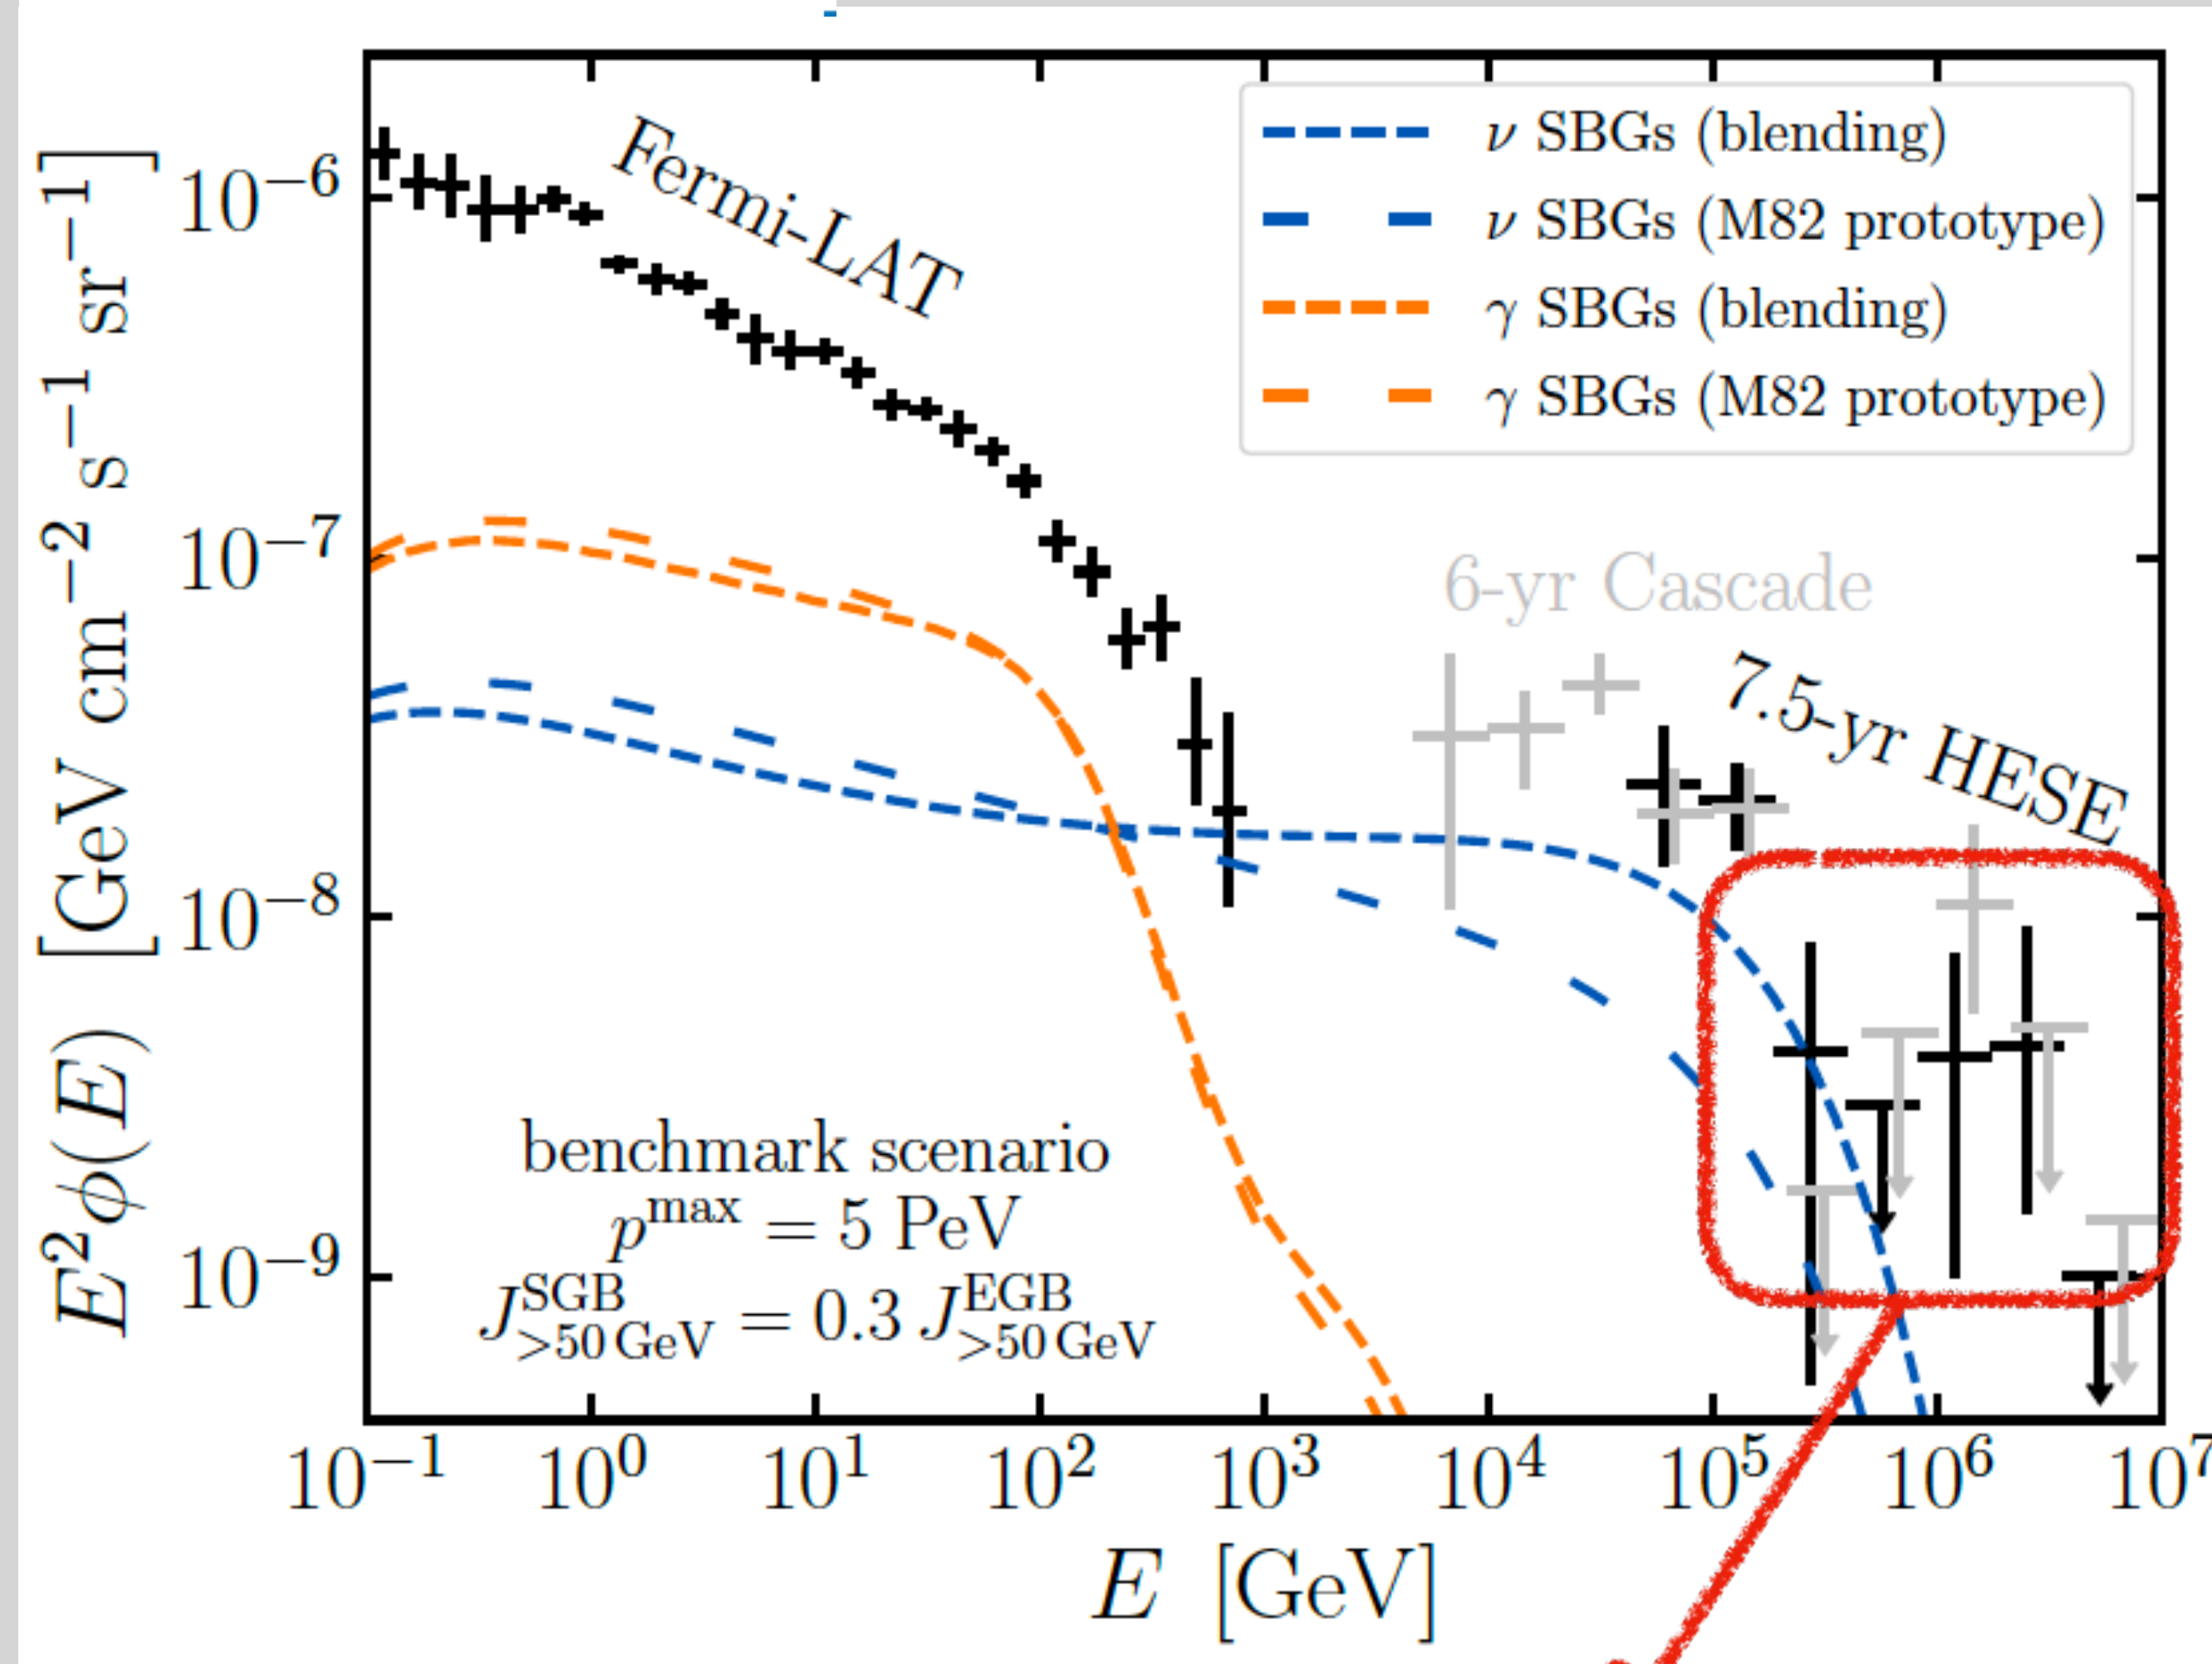 E²ϕ(E) [GeV cm⁻² s⁻¹ sr⁻¹]
10⁻⁶
10⁻⁷
10⁻⁸
10⁻⁹
Fermi-LAT
ν SBGs (blending)
ν SBGs (M82 prototype)
γ SBGs (blending)
γ SBGs (M82 prototype)
6-yr Cascade
7.5-yr HESE
benchmark scenario
pᵐᵃˣ = 5 PeV
J^SGB_>50 GeV = 0.3 J^EGB_>50 GeV
10⁻¹ 10⁰ 10¹ 10² 10³ 10⁴ 10⁵ 10⁶ 10⁷
E [GeV]